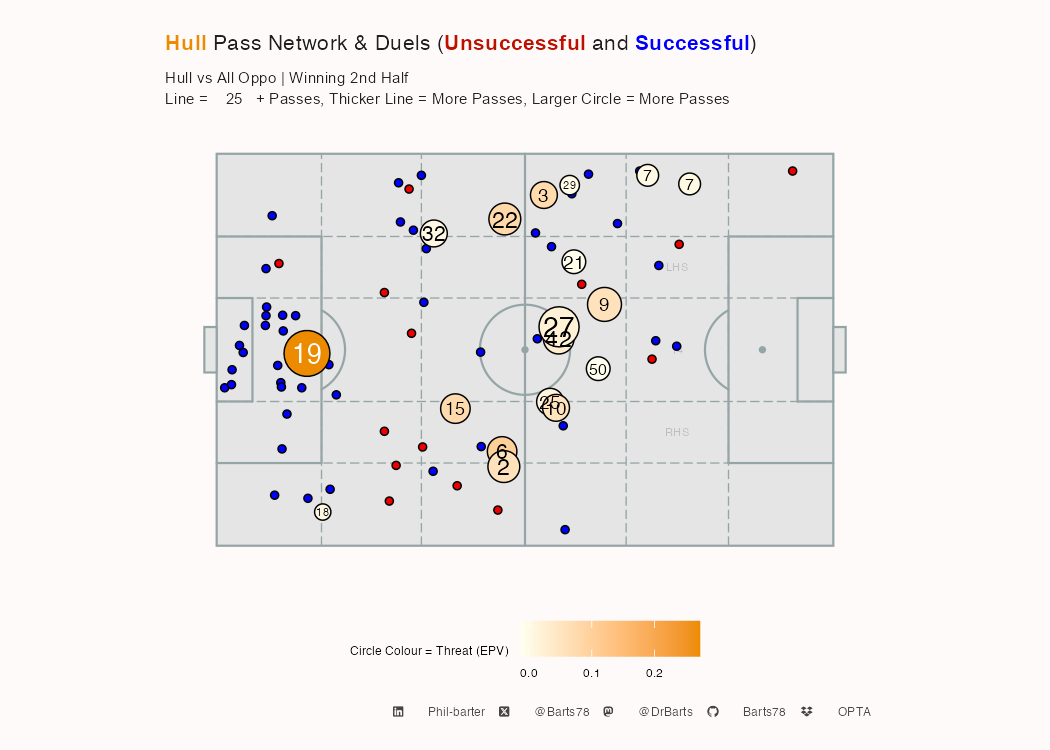 Hull Pass Network & Duels (Unsuccessful and Successful)
Hull vs All Oppo | Winning 2nd Half
Line = 25 + Passes, Thicker Line = More Passes, Larger Circle = More Passes
7
29
7
3
22
32
21
LHS
9
27
42
19
50
25
10
15
RHS
6
2
18
Circle Colour = Threat (EPV)
0.0 0.1 0.2
Phil-barter @Barts78 @DrBarts Barts78 OPTA